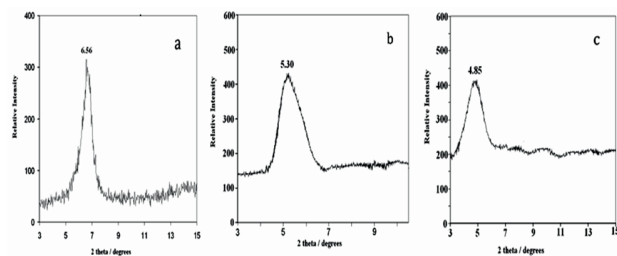 400
300
200
100
0
Relative Intensity
6.56
a
3 5 7 9 11 13 15
2 theta / degrees
600
500
400
300
200
100
0
Relative Intensity
5.30
b
3 5 7 9
2 theta / degrees
600
500
400
300
200
100
0
Relative Intensity
4.85
c
3 5 7 9 11 13 15
2 theta / degrees